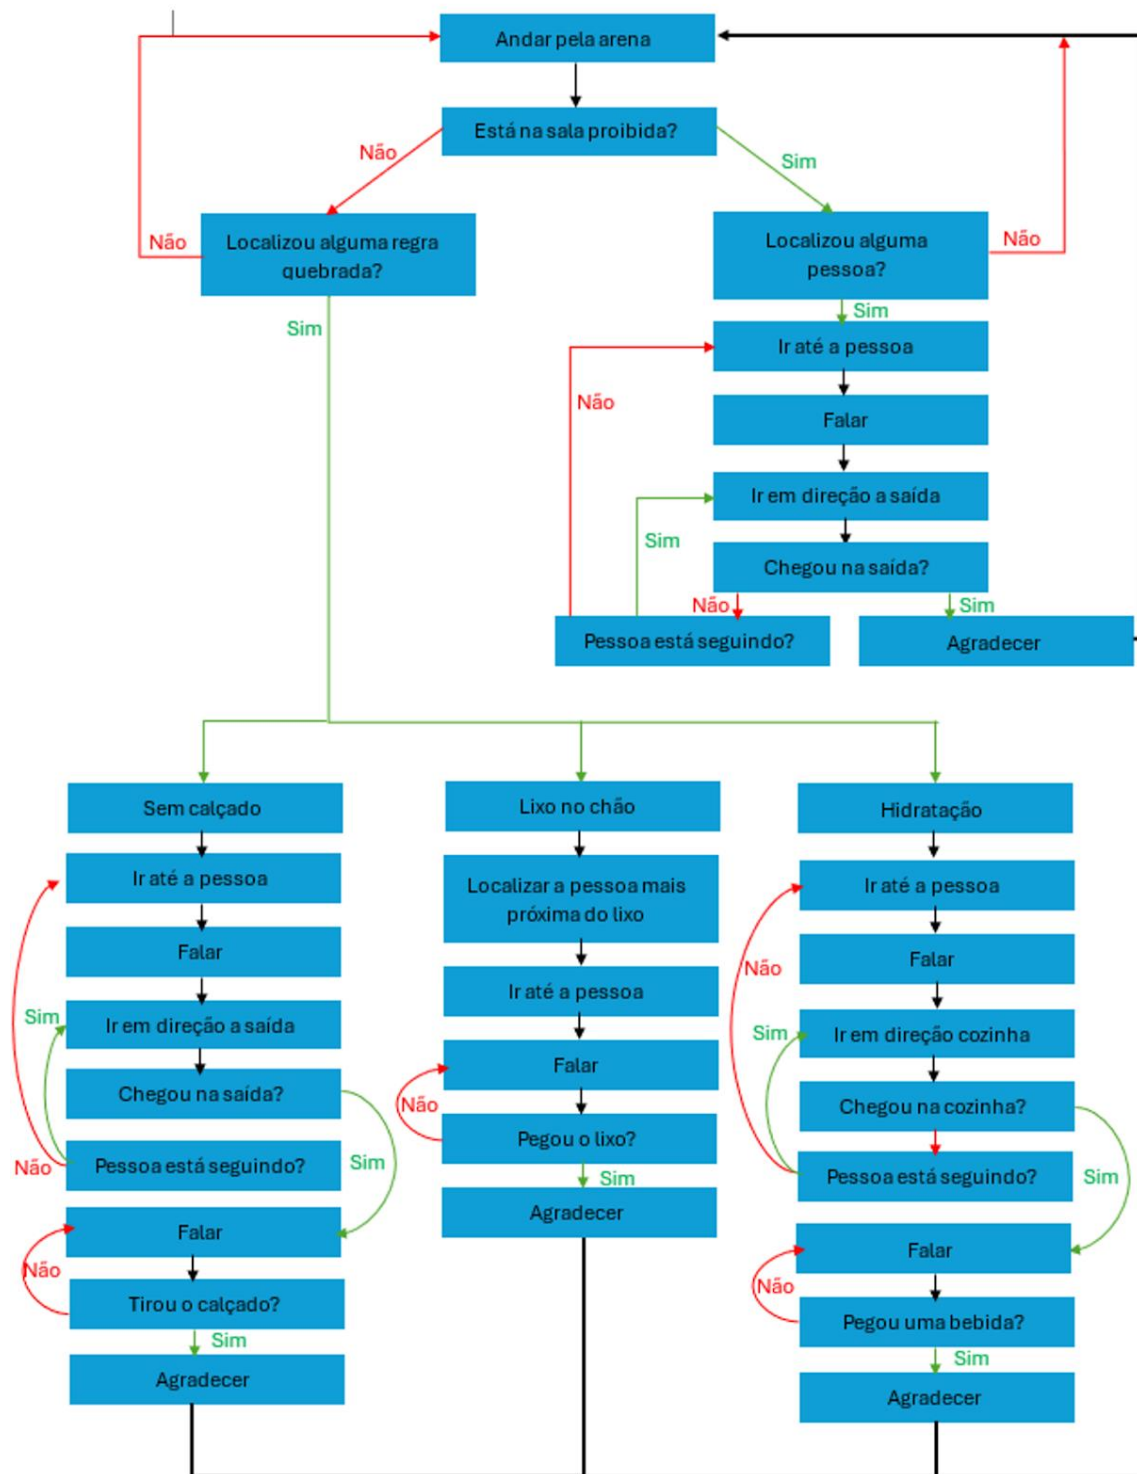 Andar pela arena
Está na sala proibida?
Não
Sim
Localizou alguma regra
quebrada?
Não
Localizou alguma
pessoa?
Não
Sim
Sim
Ir até a pessoa
Não
Falar
Ir em direção a saída
Sim
Chegou na saída?
Não
Sim
Pessoa está seguindo?
Agradecer
Sem calçado
Ir até a pessoa
Falar
Sim
Ir em direção a saída
Chegou na saída?
Não
Pessoa está seguindo?
Sim
Falar
Não
Tirou o calçado?
Sim
Agradecer
Lixo no chão
Localizar a pessoa mais
próxima do lixo
Ir até a pessoa
Falar
Não
Pegou o lixo?
Sim
Agradecer
Hidratação
Ir até a pessoa
Falar
Não
Sim
Ir em direção cozinha
Chegou na cozinha?
Pessoa está seguindo?
Sim
Falar
Não
Pegou uma bebida?
Sim
Agradecer